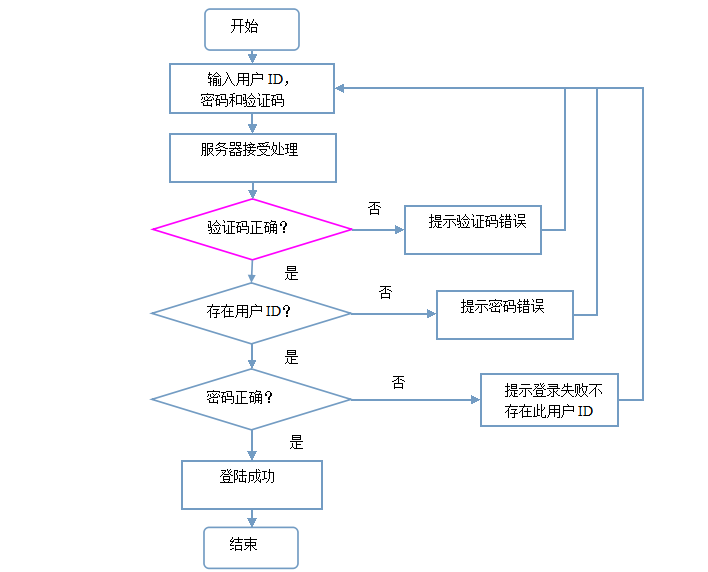 开始
输入用户 ID，
密码和验证码
服务器接受处理
验证码正确？
否
提示验证码错误
是
存在用户 ID？
否
提示密码错误
是
密码正确？
否
提示登录失败不
存在此用户 ID
是
登陆成功
结束